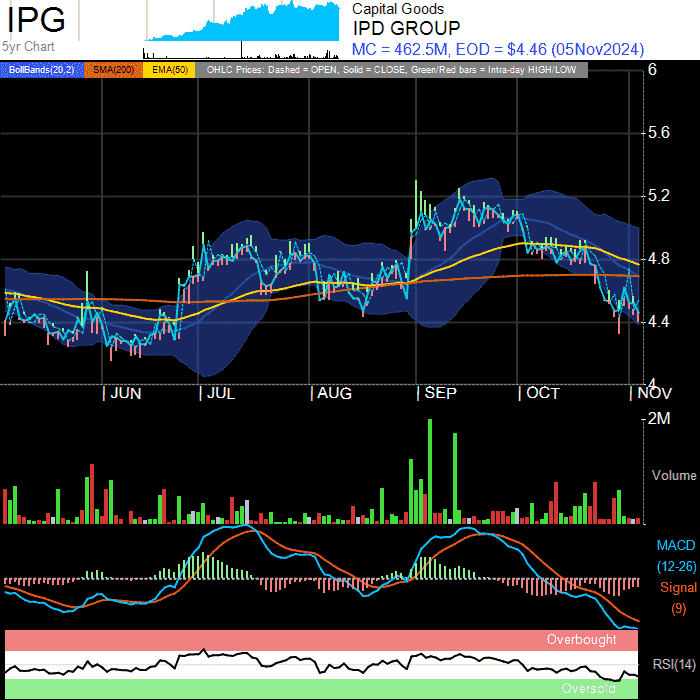 IPG
5yr Chart
Capital Goods
IPD GROUP
MC = 462.5M, EOD = $4.46 (05Nov2024)
BollBands(20,2) SMA(200) EMA(50) OHLC Prices: Dashed = OPEN, Solid = CLOSE, Green/Red bars = Intra-day HIGH/LOW
6
5.6
5.2
4.8
4.4
4
JUN JUL AUG SEP OCT NOV
2M
Volume
MACD
(12-26)
Signal
(9)
Overbought
RSI(14)
Oversold